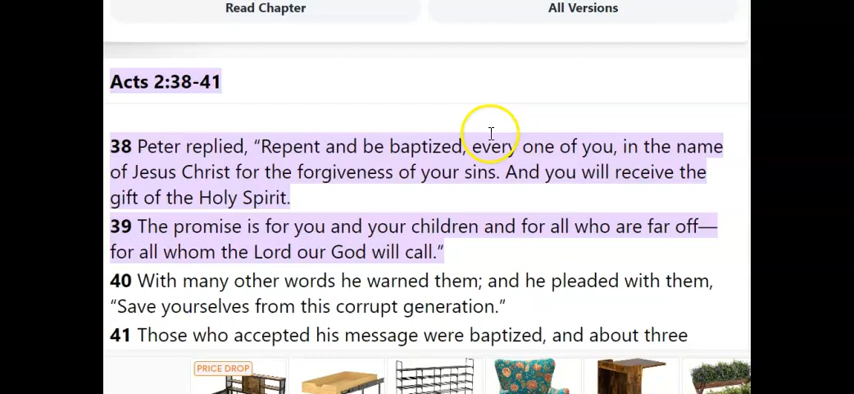 Read Chapter
All Versions
Acts 2:38-41
38 Peter replied, “Repent and be baptized, every one of you, in the name
of Jesus Christ for the forgiveness of your sins. And you will receive the
gift of the Holy Spirit.
39 The promise is for you and your children and for all who are far off—
for all whom the Lord our God will call.”
40 With many other words he warned them; and he pleaded with them,
“Save yourselves from this corrupt generation.”
41 Those who accepted his message were baptized, and about three
PRICE DROP